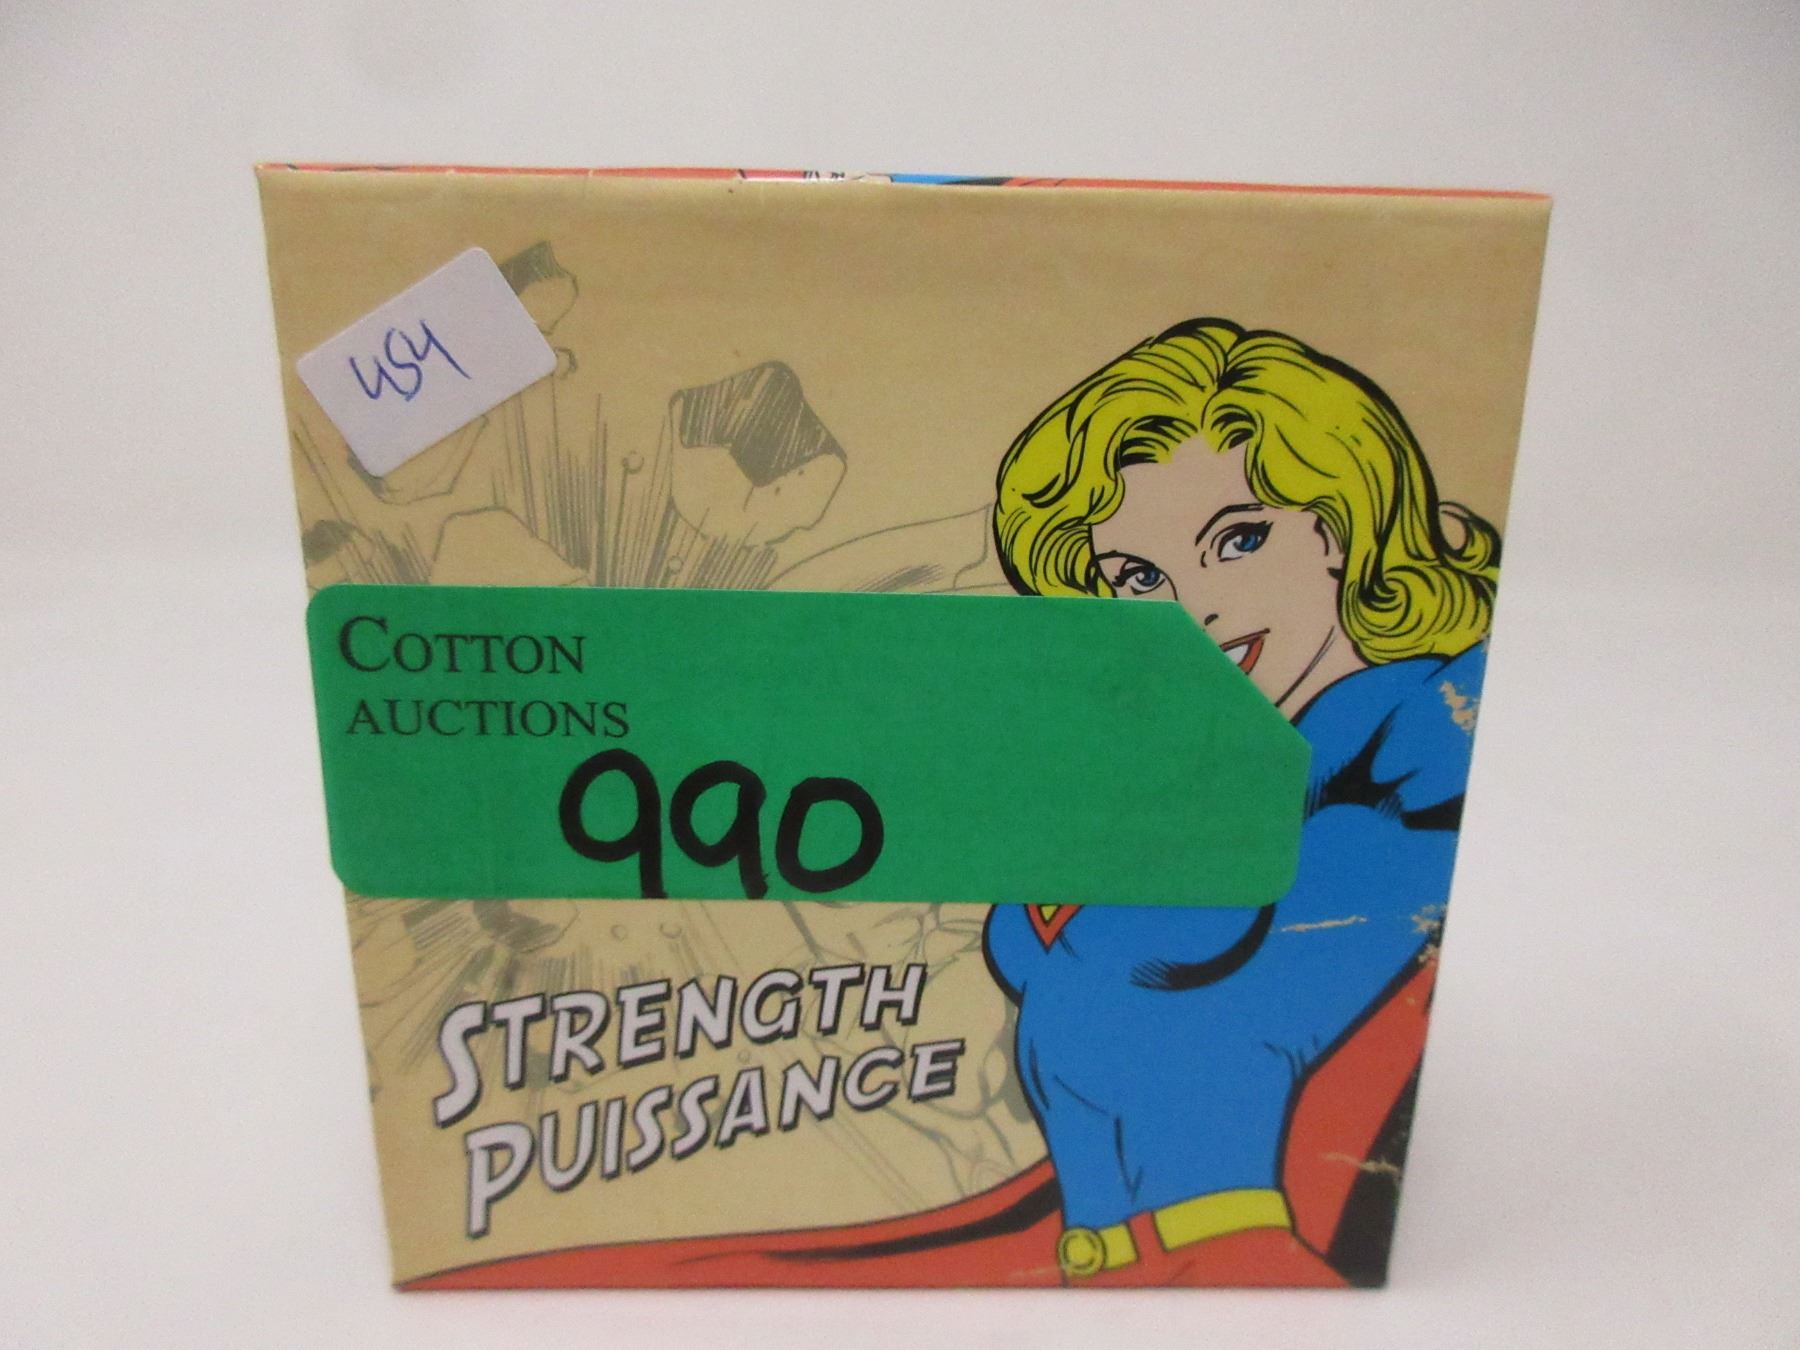 454
COTTON
AUCTIONS
990
STRENGTH
PUISSANCE